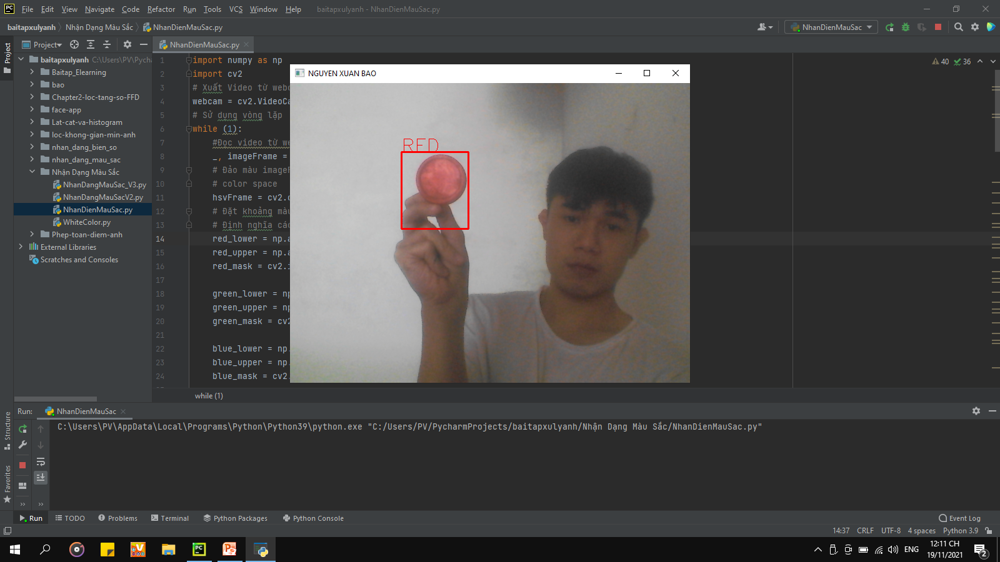 File Edit View Navigate Code Refactor Run Tools VCS Window Help baitapxulyanh - NhanDienMauSac.py
baitapxulyanh Nhận Dạng Màu Sắc NhanDienMauSac.py NhanDienMauSac
Project
Project
NhanDienMauSac.py
baitapxulyanh C:\Users\PV\Pycha
Baitap_Elearning
bao
Chapter2-loc-tang-so-FFD
face-app
Lat-cat-va-histogram
loc-khong-gian-min-anh
nhan_dang_bien_so
nhan_dang_mau_sac
Nhận Dạng Màu Sắc
NhanDangMauSac_V3.py
NhanDangMauSacV2.py
NhanDienMauSac.py
WhiteColor.py
Phep-toan-diem-anh
External Libraries
Scratches and Consoles
40 36
1 import numpy as np
2 import cv2
3 # Xuất Video từ webc
4 webcam = cv2.VideoCa
5 # Sử dụng vòng lặp
6 while (1):
7 #Đọc video từ we
8 _, imageFrame =
9 # Đảo màu imageF
10 # color space
11 hsvFrame = cv2.c
12 # Đặt khoảng màu
13 # Định nghĩa các
14 red_lower = np.a
15 red_upper = np.a
16 red_mask = cv2.i
17
18 green_lower = np
19 green_upper = np
20 green_mask = cv2
21
22 blue_lower = np.
23 blue_upper = np.
24 blue_mask = cv2.
while (1)
NGUYEN XUAN BAO
RED
Run: NhanDienMauSac
C:\Users\PV\AppData\Local\Programs\Python\Python39\python.exe "C:/Users/PV/PycharmProjects/baitapxulyanh/Nhận Dạng Màu Sắc/NhanDienMauSac.py"
Structure
Favorites
Run TODO Problems Terminal Python Packages Python Console Event Log
14:37 CRLF UTF-8 4 spaces Python 3.9
ENG
12:11 CH
19/11/2021
2